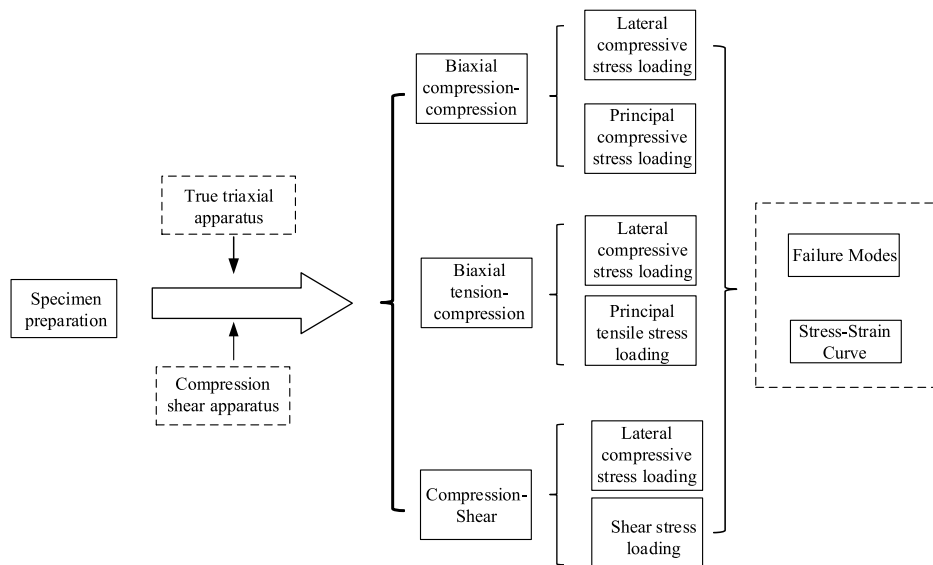 Specimen
preparation
True triaxial
apparatus
Compression
shear apparatus
Biaxial
compression-
compression
Lateral
compressive
stress loading
Principal
compressive
stress loading
Biaxial
tension-
compression
Lateral
compressive
stress loading
Principal
tensile stress
loading
Compression-
Shear
Lateral
compressive
stress loading
Shear stress
loading
Failure Modes
Stress-Strain
Curve